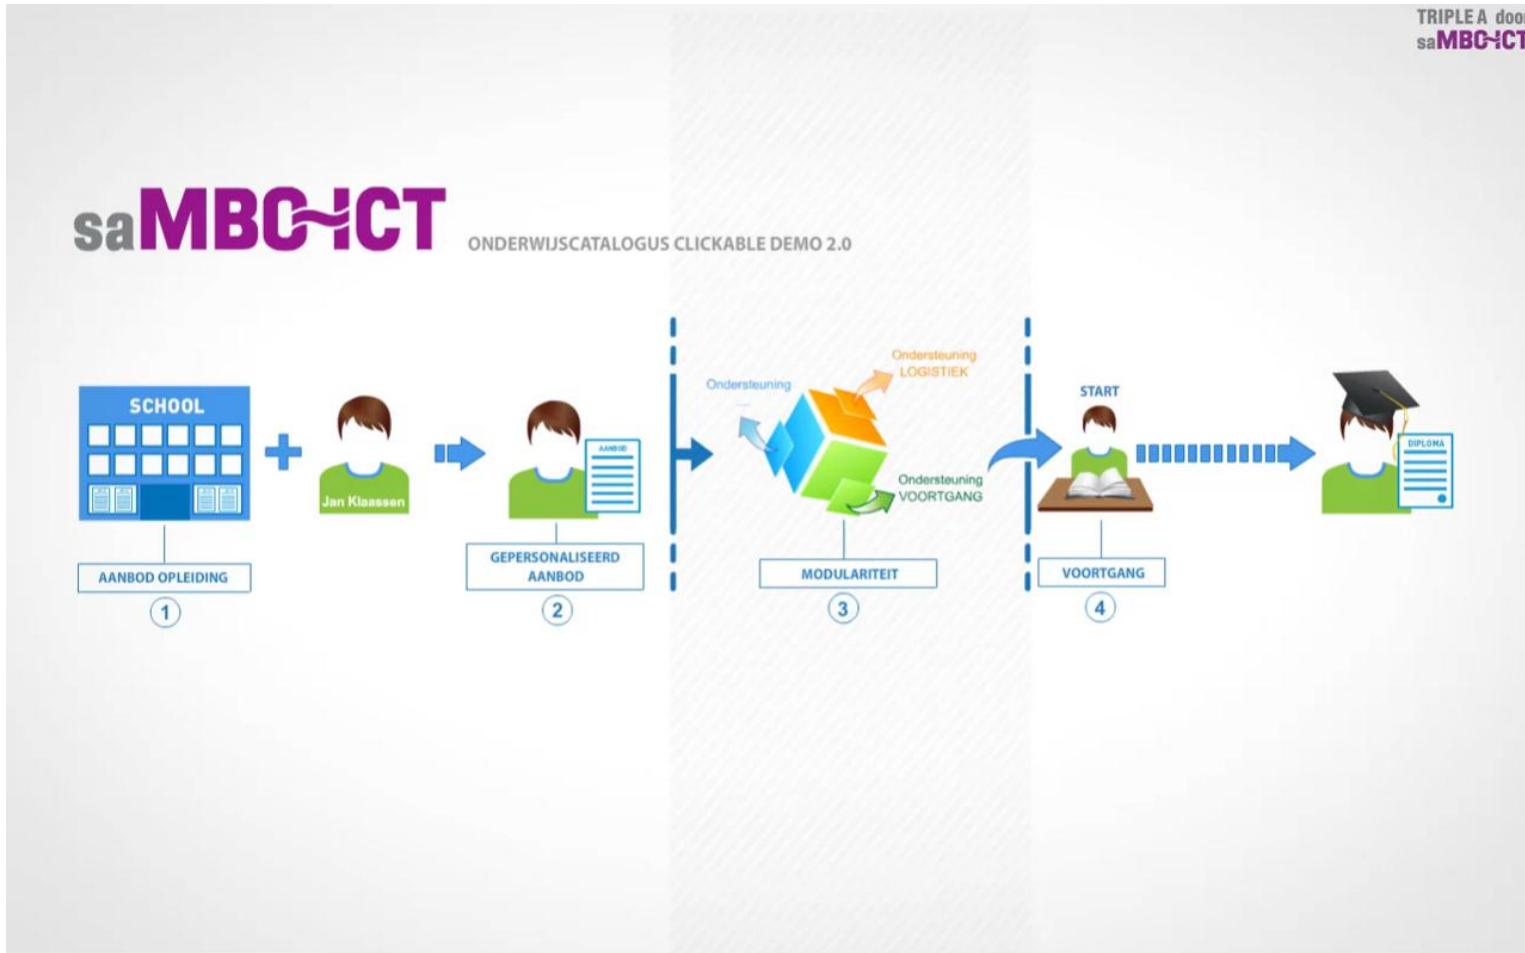 TRIPLE A door
saMBO-ICT
saMBO-ICT
ONDERWIJSCATALOGUS CLICKABLE DEMO 2.0
SCHOOL
Jan Klaassen
AANBOD
Ondersteuning
Ondersteuning
LOGISTIEK
Ondersteuning
VOORTGANG
START
DIPLOMA
AANBOD OPLEIDING
1
GEPERSONALISEERD
AANBOD
2
MODULARITEIT
3
VOORTGANG
4